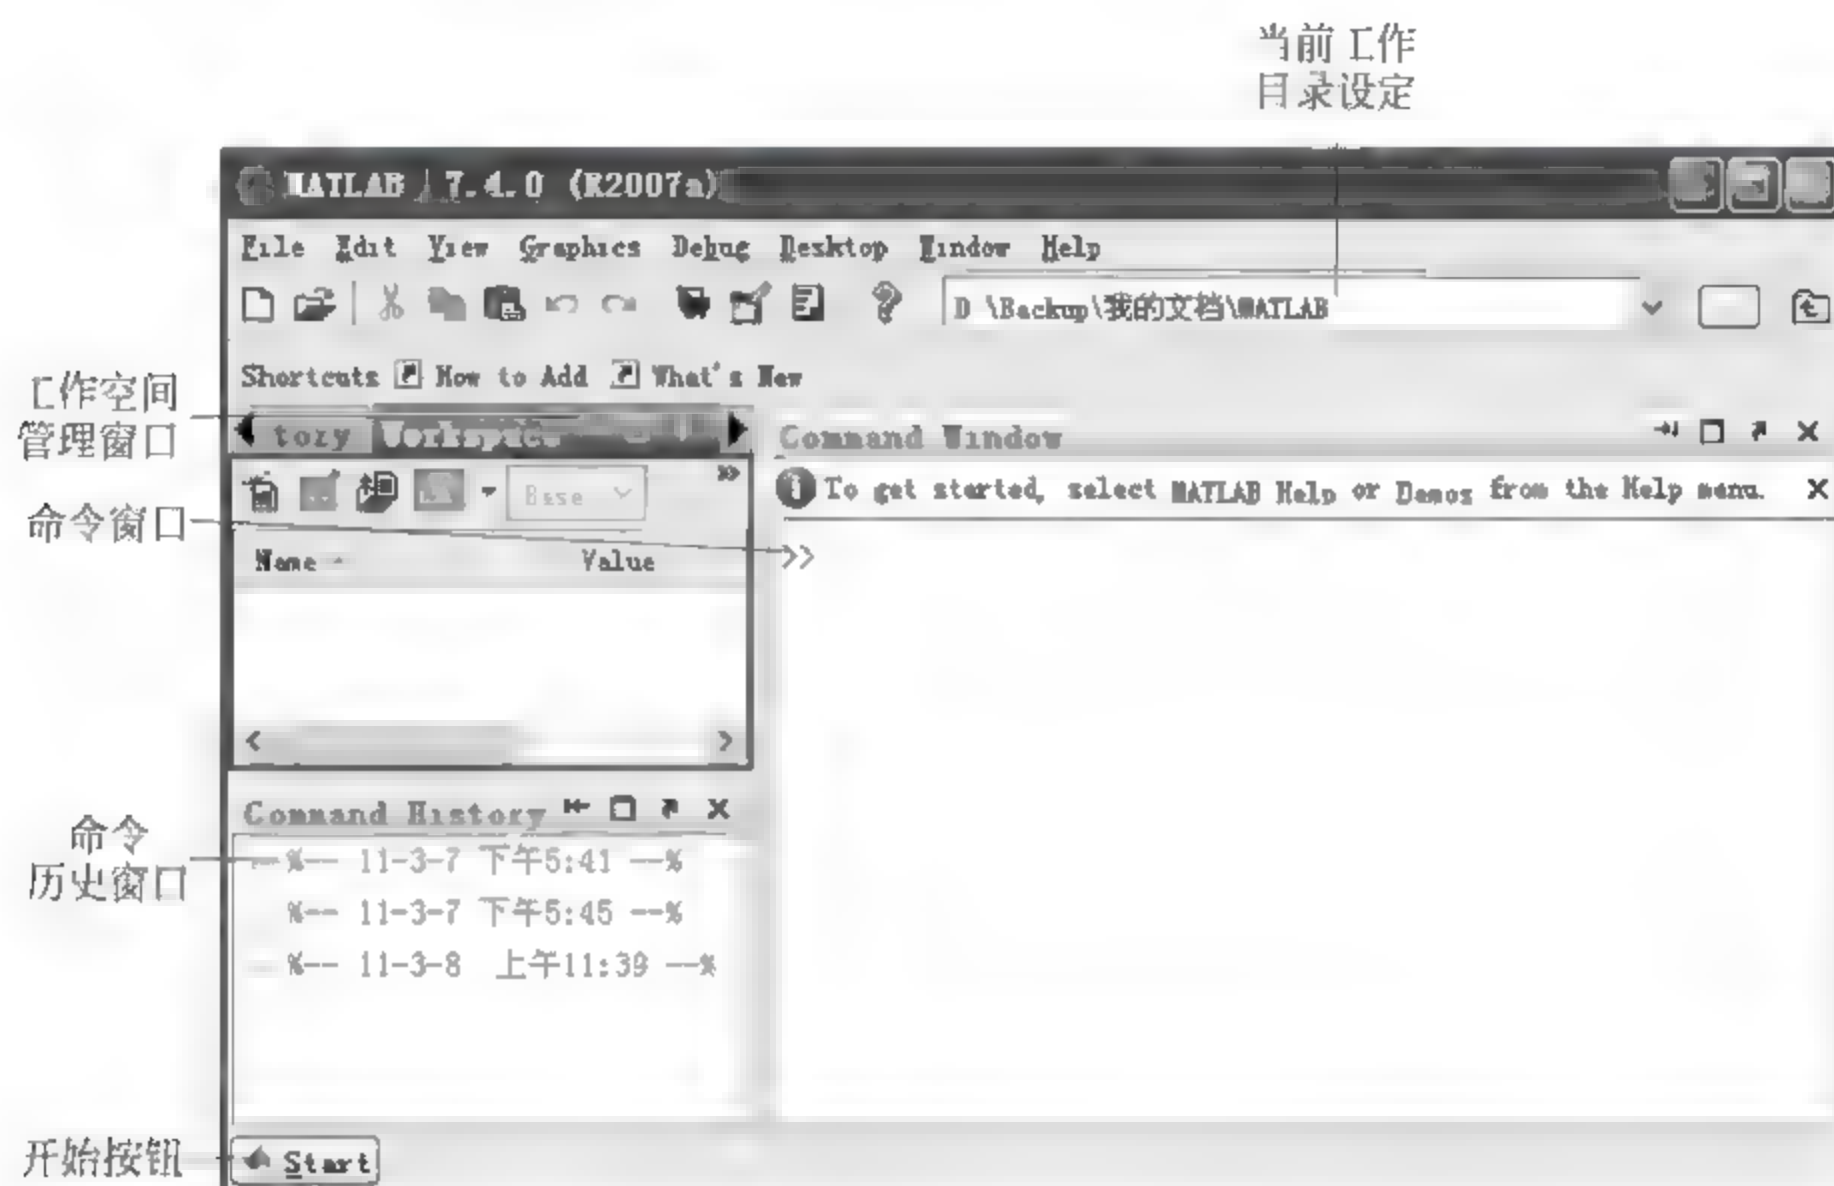 当前工作
目录设定
MATLAB 7.4.0 (R2007a)
File Edit View Graphics Debug Desktop Window Help
D \Backup\我的文档\MATLAB
Shortcuts How to Add What's New
工作空间
管理窗口
tory Workspace
Command Window
To get started, select MATLAB Help or Demos from the Help menu.
Base
命令窗口
>>
Name Value
Command History
命令
历史窗口
%-- 11-3-7 下午5:41 --%
%-- 11-3-7 下午5:45 --%
%-- 11-3-8 上午11:39 --%
开始按钮
Start